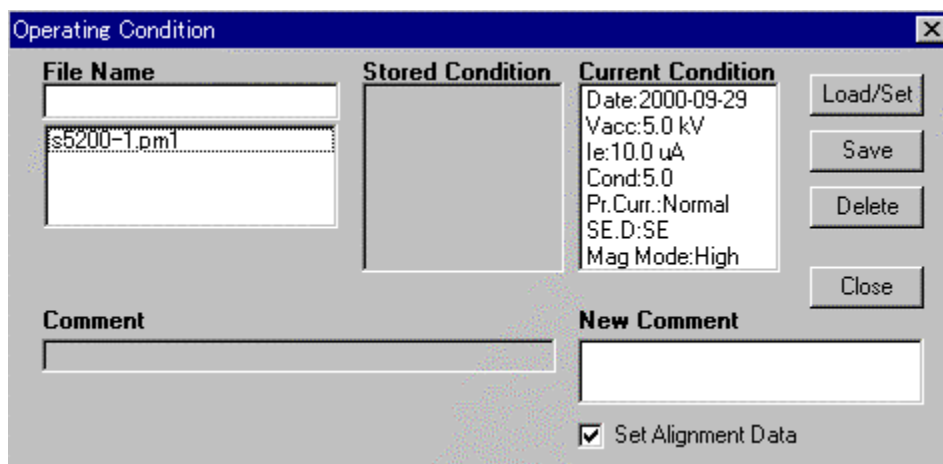 Operating Condition
File Name
s5200-1.pm1
Stored Condition
Current Condition
Date:2000-09-29
Vacc:5.0 kV
Ie:10.0 uA
Cond:5.0
Pr.Curr.:Normal
SE.D:SE
Mag Mode:High
Load/Set
Save
Delete
Close
Comment
New Comment
Set Alignment Data